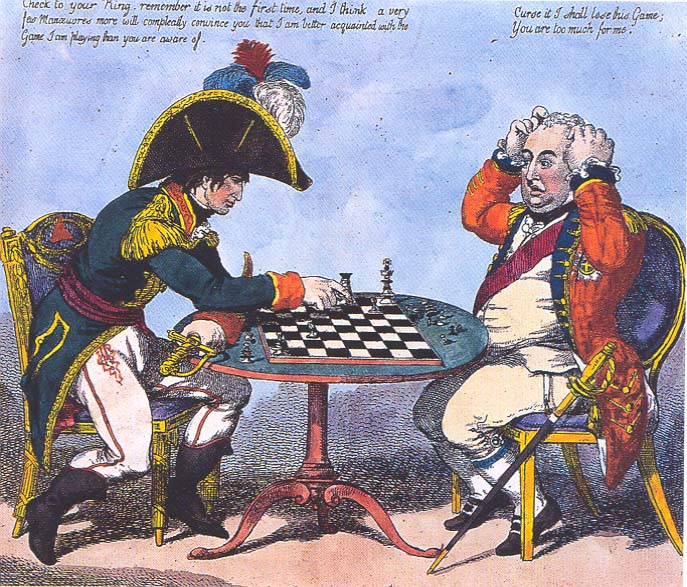 Check to your King. remember it is not the first time, and I think a very
few Manœuvres more will compleatly convince you that I am better acquainted with the
Game I am playing than you are aware of.
Curse it I shall lose this Game;
You are too much for me.